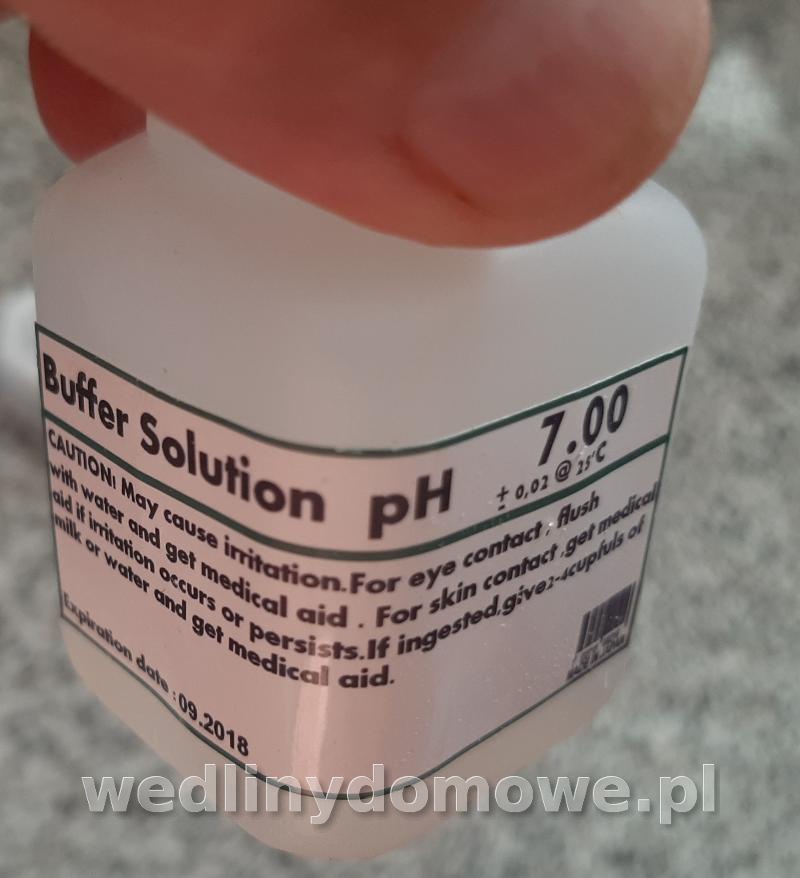 Buffer Solution pH 7.00
± 0,02 @ 25°C
CAUTION! May cause irritation.For eye contact , flush
with water and get medical aid . For skin contact ,get medical
aid if irritation occurs or persists.If ingested,give2-4cupfuls of
milk or water and get medical aid.
Expiration date :09.2018
wedlinydomowe.pl